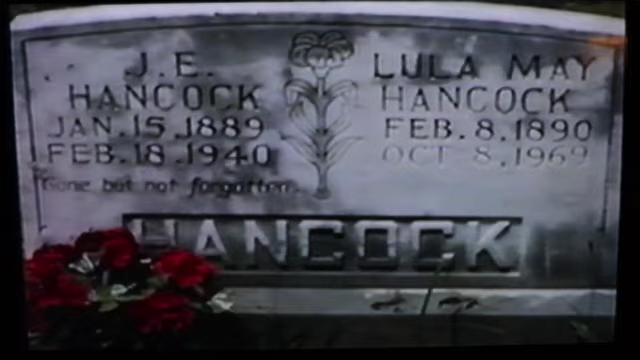 J.E.
HANCOCK
JAN.15.1889
FEB.18.1940
Gone but not forgotten.
LULA MAY
HANCOCK
FEB.8.1890
OCT 8.1969
HANCOCK